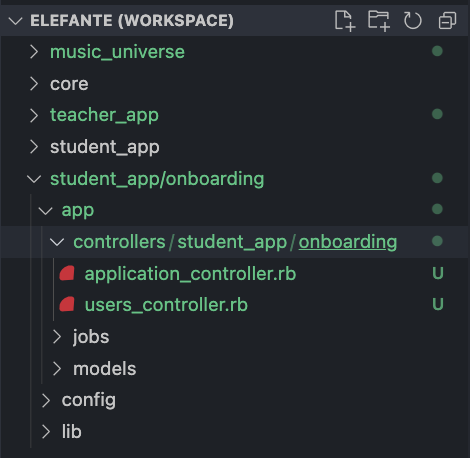 ELEFANTE (WORKSPACE)
music_universe
core
teacher_app
student_app
student_app/onboarding
app
controllers/student_app/onboarding
application_controller.rb U
users_controller.rb U
jobs
models
config
lib